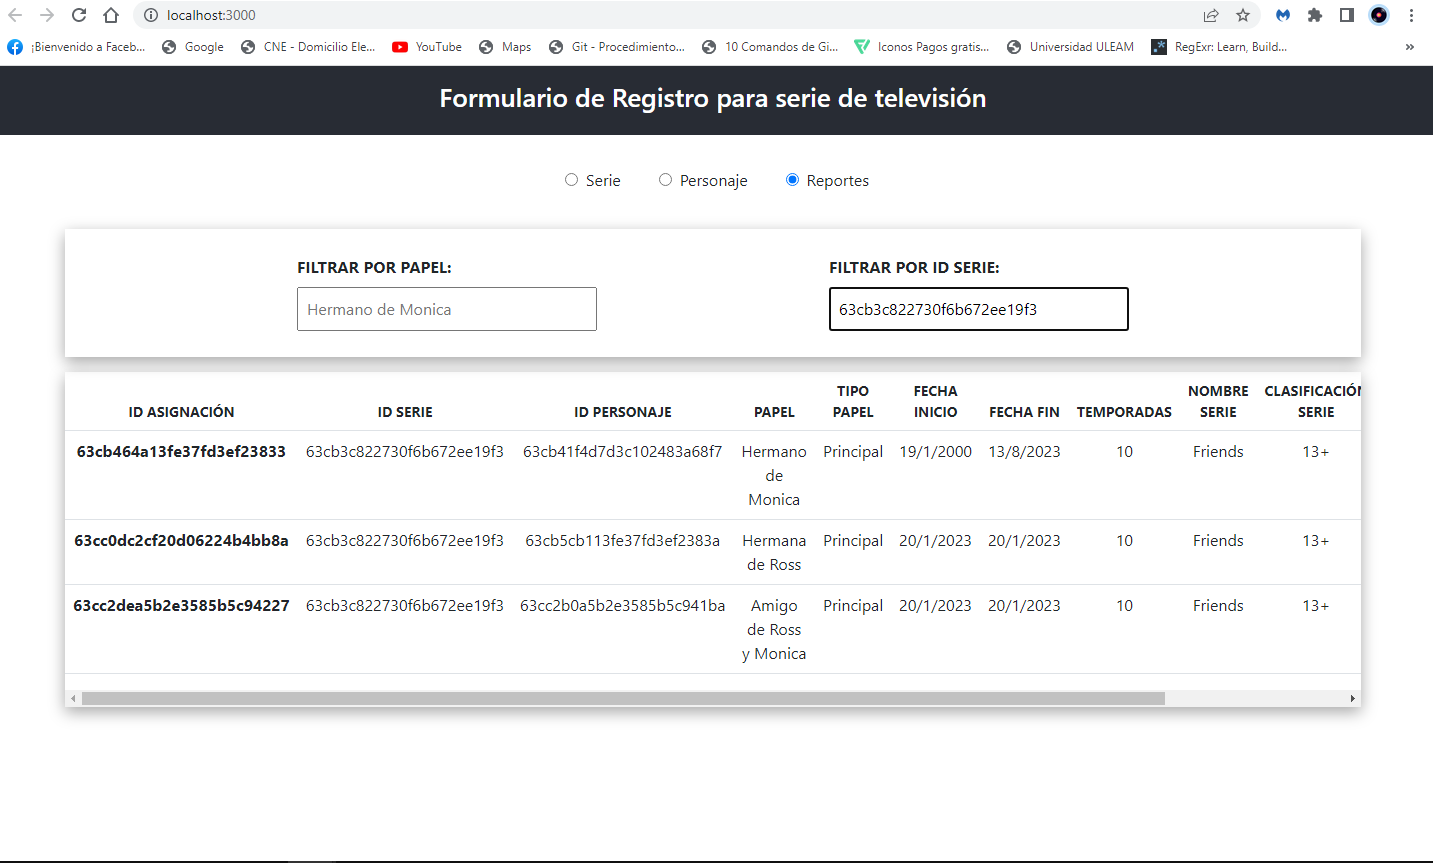 localhost:3000
¡Bienvenido a Faceb... Google CNE - Domicilio Ele... YouTube Maps Git - Procedimiento... 10 Comandos de Gi... Iconos Pagos gratis... Universidad ULEAM RegExr: Learn, Build... »
Formulario de Registro para serie de televisión
Serie Personaje Reportes
FILTRAR POR PAPEL: FILTRAR POR ID SERIE:
Hermano de Monica 63cb3c822730f6b672ee19f3
TIPO FECHA NOMBRE CLASIFICACIÓN
ID ASIGNACIÓN ID SERIE ID PERSONAJE PAPEL PAPEL INICIO FECHA FIN TEMPORADAS SERIE SERIE
63cb464a13fe37fd3ef23833 63cb3c822730f6b672ee19f3 63cb41f4d7d3c102483a68f7 Hermano Principal 19/1/2000 13/8/2023 10 Friends 13+
de
Monica
63cc0dc2cf20d06224b4bb8a 63cb3c822730f6b672ee19f3 63cb5cb113fe37fd3ef2383a Hermana Principal 20/1/2023 20/1/2023 10 Friends 13+
de Ross
63cc2dea5b2e3585b5c94227 63cb3c822730f6b672ee19f3 63cc2b0a5b2e3585b5c941ba Amigo Principal 20/1/2023 20/1/2023 10 Friends 13+
de Ross
y Monica